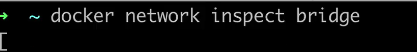 → ~ docker network inspect bridge
[